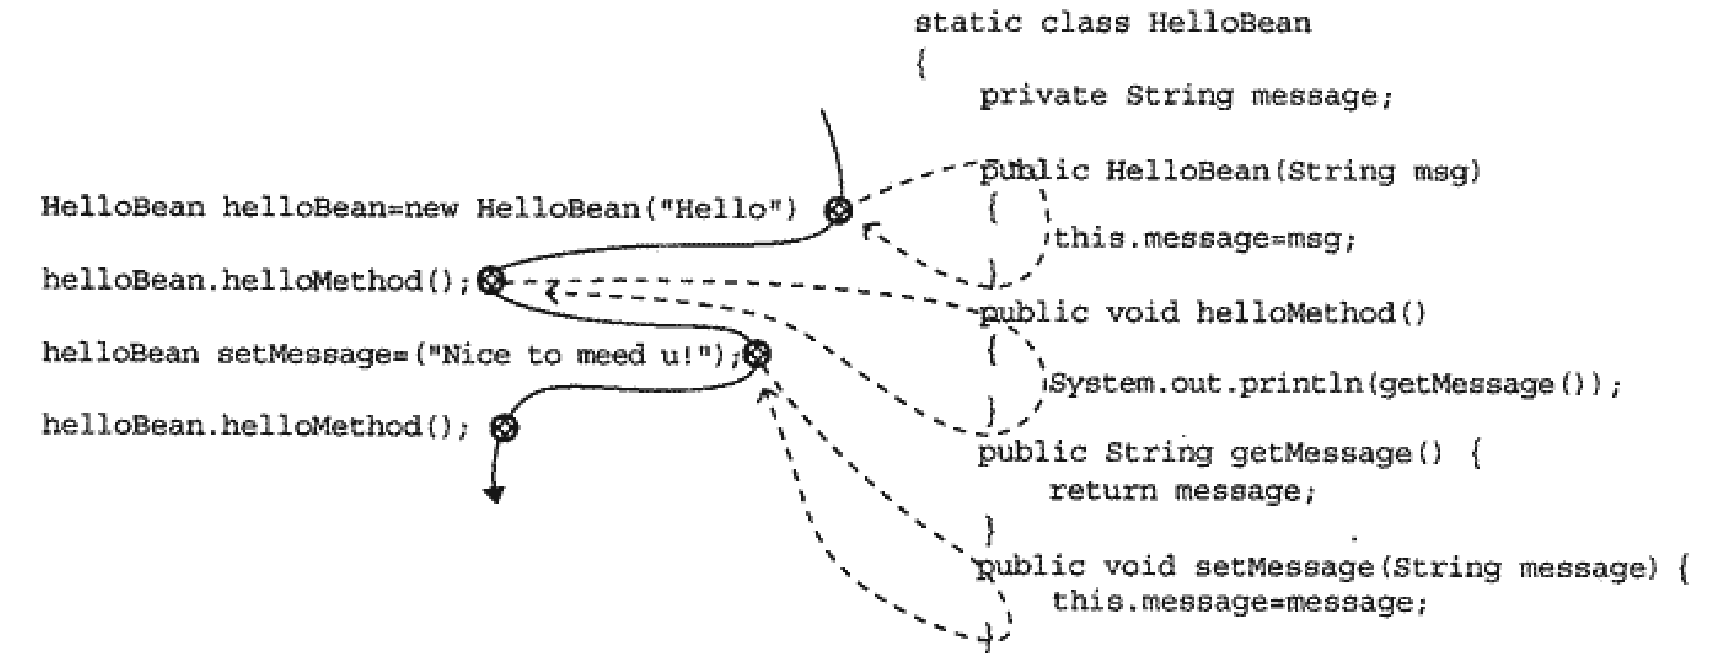 static class HelloBean
{
private String message;
public HelloBean(String msg)
{
this.message=msg;
}
public void helloMethod()
{
System.out.println(getMessage());
}
public String getMessage() {
return message;
}
public void setMessage(String message) {
this.message=message;
}
HelloBean helloBean=new HelloBean("Hello")
helloBean.helloMethod();
helloBean setMessage=("Nice to meed u!");
helloBean.helloMethod();